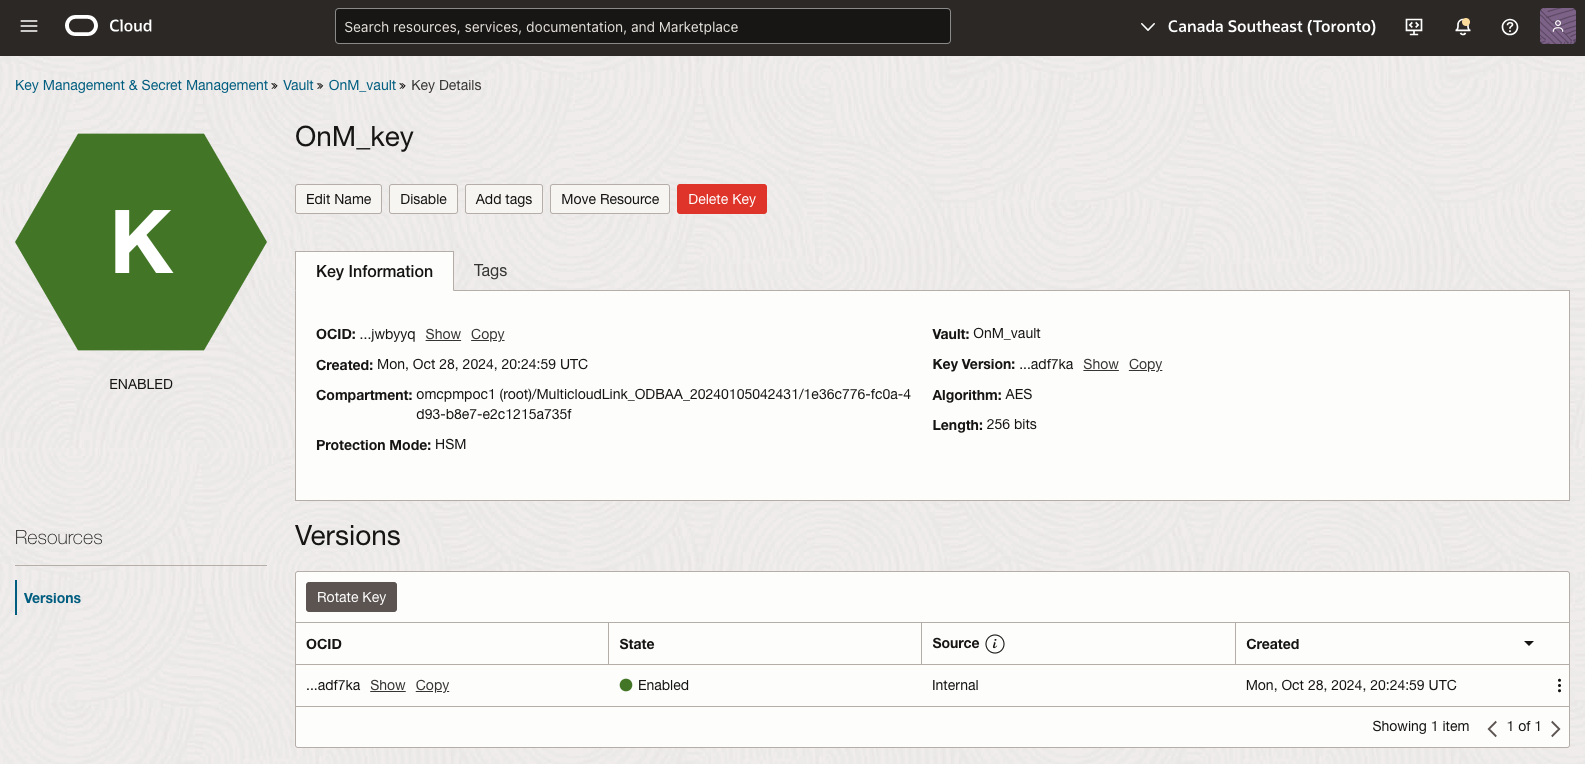 Cloud
Search resources, services, documentation, and Marketplace
Canada Southeast (Toronto)
Key Management & Secret Management » Vault » OnM_vault » Key Details
K
ENABLED
OnM_key
Edit Name Disable Add tags Move Resource Delete Key
Key Information Tags
OCID: ...jwbyyq Show Copy
Created: Mon, Oct 28, 2024, 20:24:59 UTC
Compartment: omcpmpoc1 (root)/MulticloudLink_ODBAA_20240105042431/1e36c776-fc0a-4
d93-b8e7-e2c1215a735f
Protection Mode: HSM
Vault: OnM_vault
Key Version: ...adf7ka Show Copy
Algorithm: AES
Length: 256 bits
Resources
Versions
Versions
Rotate Key
OCID State Source i Created
...adf7ka Show Copy Enabled Internal Mon, Oct 28, 2024, 20:24:59 UTC
Showing 1 item 1 of 1